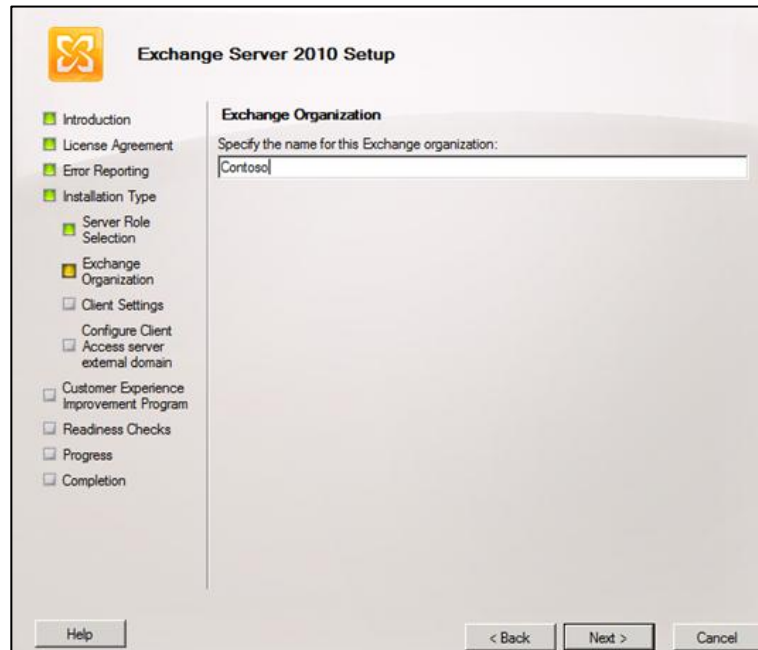 Exchange Server 2010 Setup
Introduction
License Agreement
Error Reporting
Installation Type
Server Role
Selection
Exchange
Organization
Client Settings
Configure Client
Access server
external domain
Customer Experience
Improvement Program
Readiness Checks
Progress
Completion
Exchange Organization
Specify the name for this Exchange organization:
Contoso
Help
< Back
Next >
Cancel